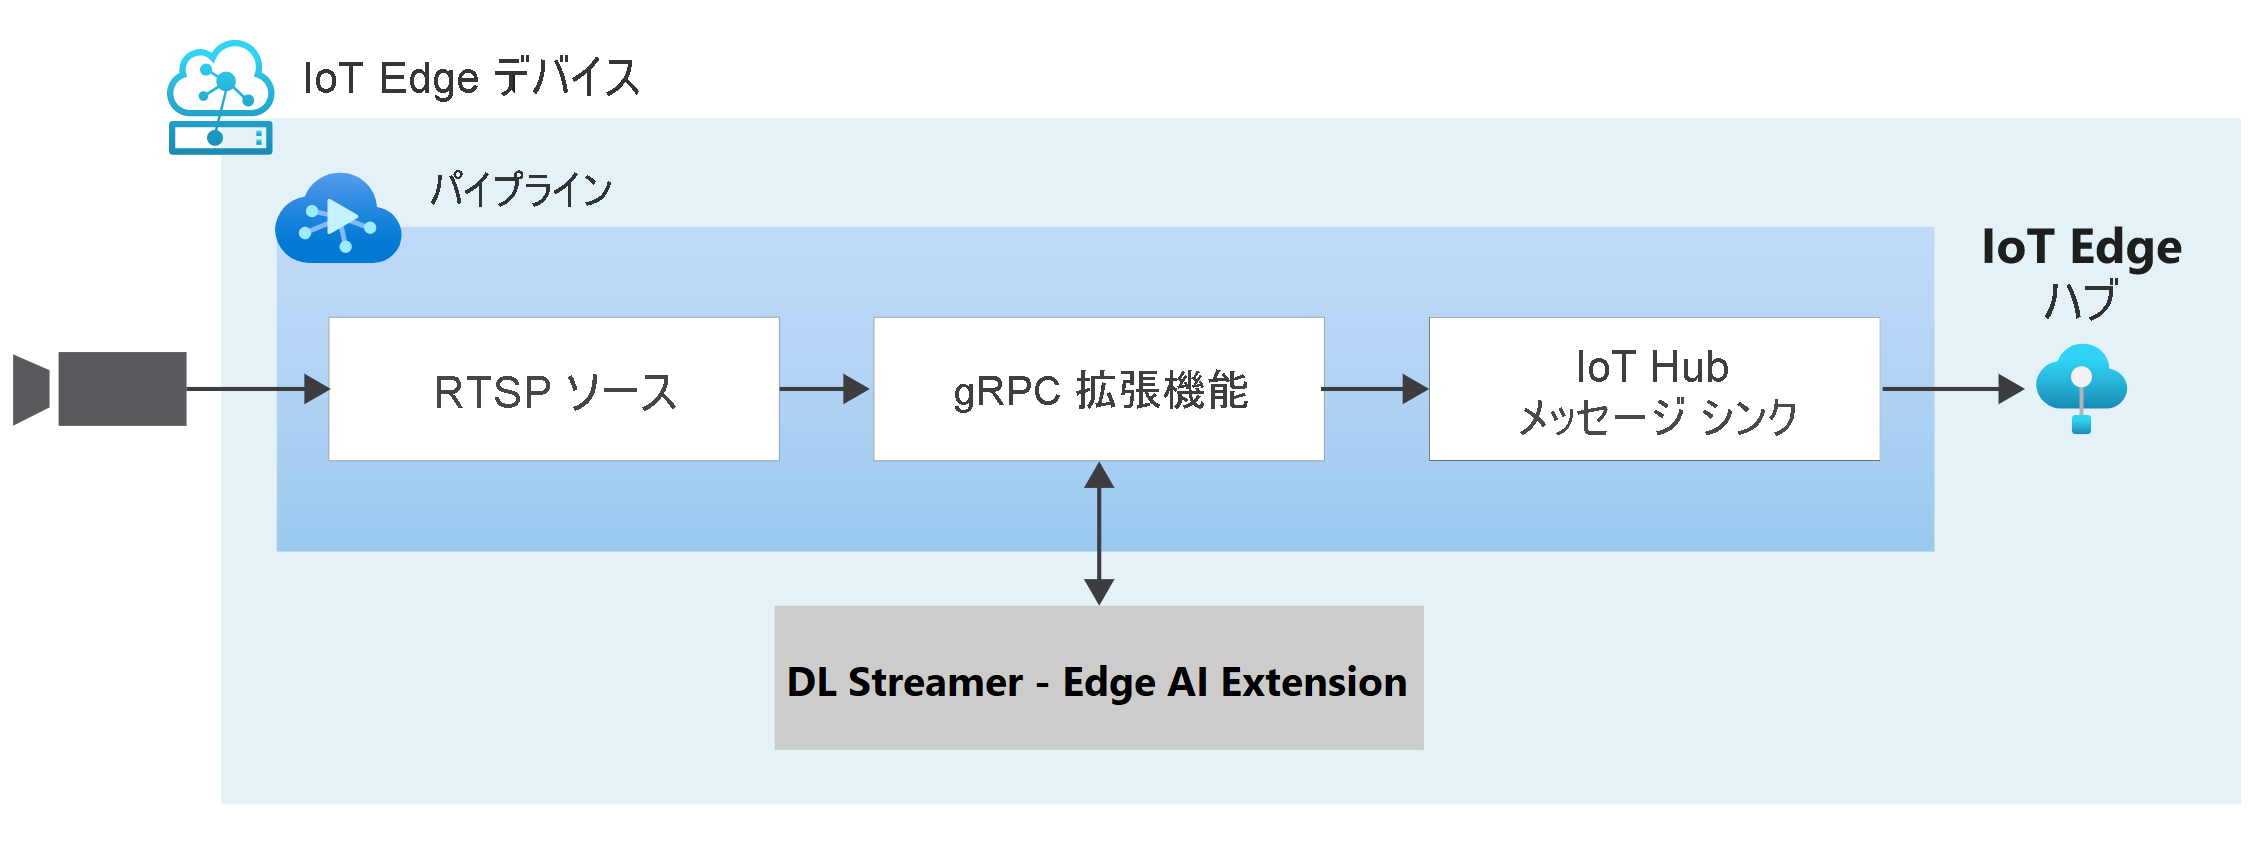 IoT Edge デバイス
パイプライン
IoT Edge
ハブ
RTSP ソース
gRPC 拡張機能
IoT Hub
メッセージ シンク
DL Streamer - Edge AI Extension